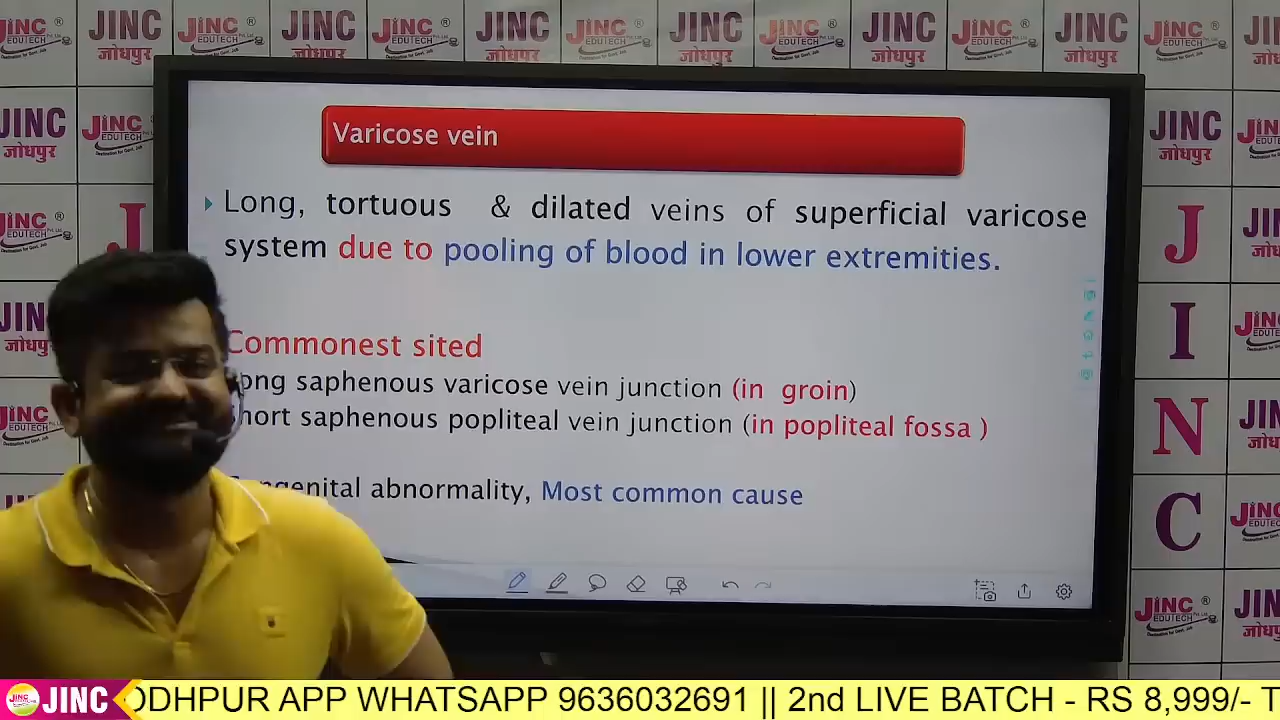 JINC EDUTECH
JINC जोधपुर
Varicose vein
Long, tortuous & dilated veins of superficial varicose
system due to pooling of blood in lower extremities.
Commonest sited
ong saphenous varicose vein junction (in groin)
hort saphenous popliteal vein junction (in popliteal fossa )
genital abnormality, Most common cause
J
I
N
C
JINC
ODHPUR APP WHATSAPP 9636032691 || 2nd LIVE BATCH - RS 8,999/- T